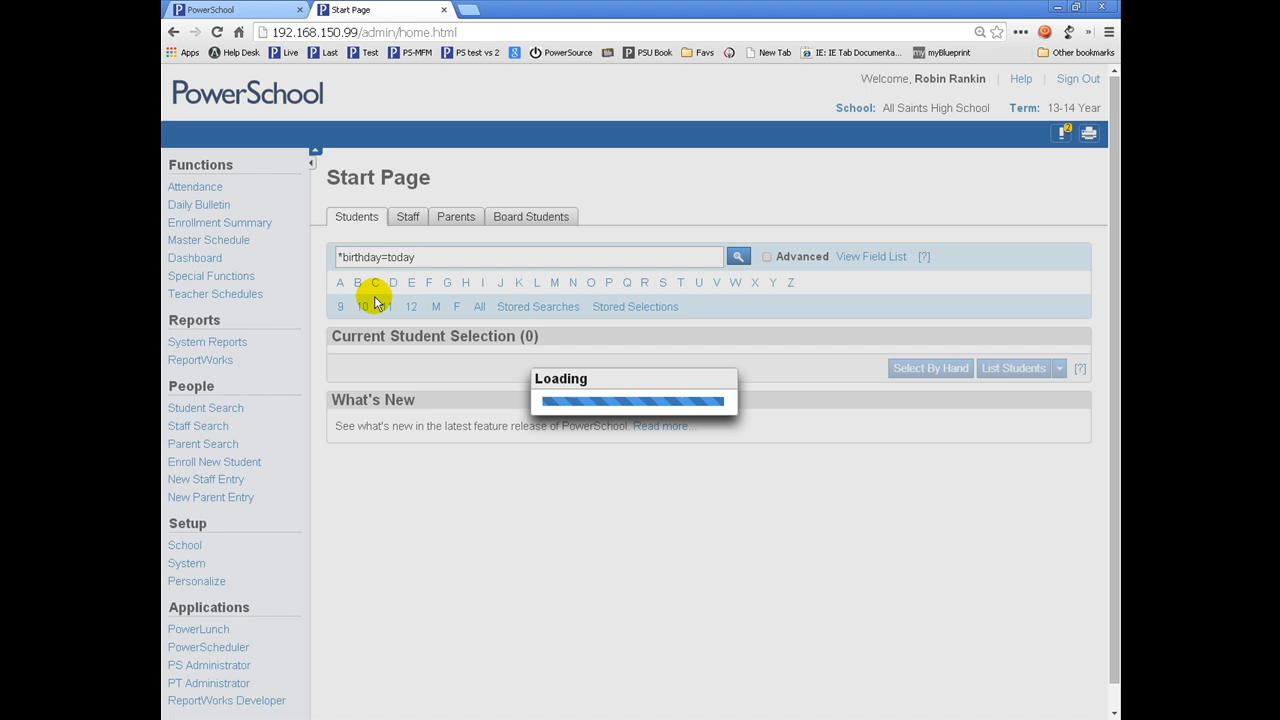 PowerSchool
Start Page
192.168.150.99/admin/home.html
Apps Help Desk Live Last Test PS-MFM PS test vs 2 PowerSource PSU Book Favs New Tab IE: IE Tab Documenta... myBlueprint Other bookmarks
PowerSchool
Welcome, Robin Rankin Help Sign Out
School: All Saints High School Term: 13-14 Year
2
Functions
Attendance
Daily Bulletin
Enrollment Summary
Master Schedule
Dashboard
Special Functions
Teacher Schedules
Reports
System Reports
ReportWorks
People
Student Search
Staff Search
Parent Search
Enroll New Student
New Staff Entry
New Parent Entry
Setup
School
System
Personalize
Applications
PowerLunch
PowerScheduler
PS Administrator
PT Administrator
ReportWorks Developer
Start Page
Students Staff Parents Board Students
*birthday=today Advanced View Field List [?]
A B C D E F G H I J K L M N O P Q R S T U V W X Y Z
9 10 11 12 M F All Stored Searches Stored Selections
Current Student Selection (0)
Select By Hand List Students [?]
Loading
What's New
See what's new in the latest feature release of PowerSchool. Read more...